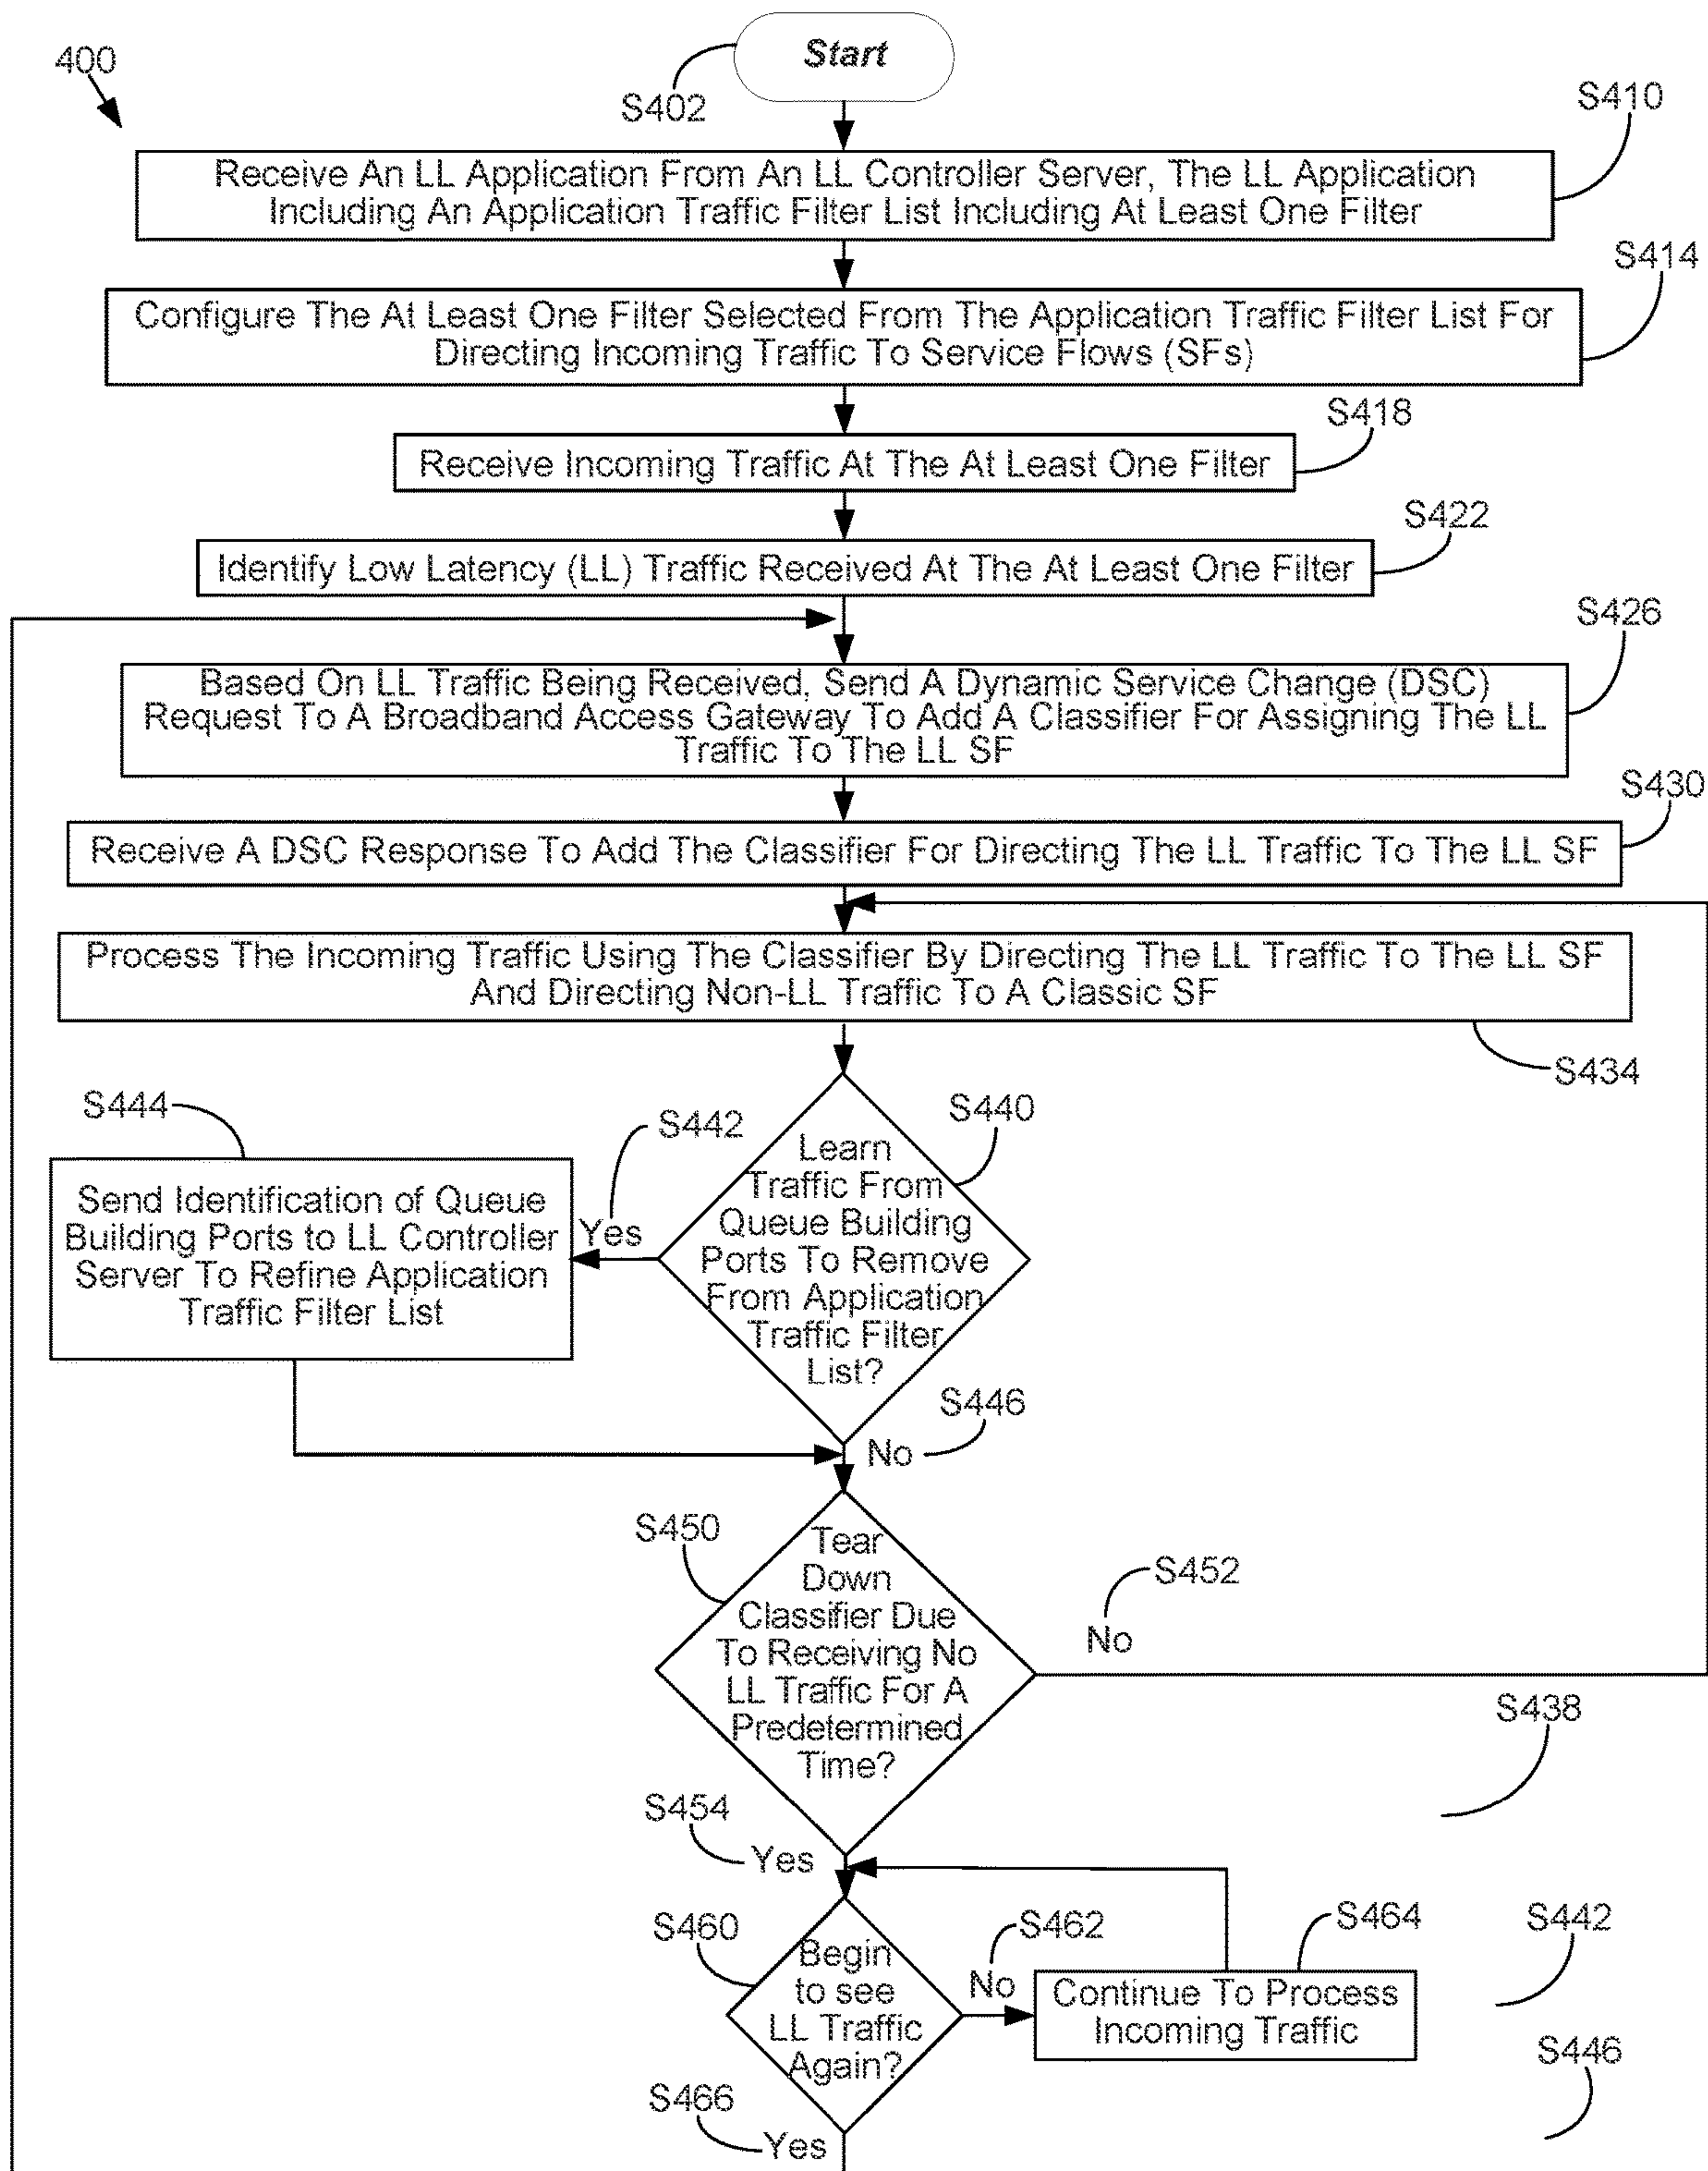 400
Start
S402
S410
Receive An LL Application From An LL Controller Server, The LL Application
Including An Application Traffic Filter List Including At Least One Filter
S414
Configure The At Least One Filter Selected From The Application Traffic Filter List For
Directing Incoming Traffic To Service Flows (SFs)
S418
Receive Incoming Traffic At The At Least One Filter
S422
Identify Low Latency (LL) Traffic Received At The At Least One Filter
S426
Based On LL Traffic Being Received, Send A Dynamic Service Change (DSC)
Request To A Broadband Access Gateway To Add A Classifier For Assigning The LL
Traffic To The LL SF
S430
Receive A DSC Response To Add The Classifier For Directing The LL Traffic To The LL SF
Process The Incoming Traffic Using The Classifier By Directing The LL Traffic To The LL SF
And Directing Non-LL Traffic To A Classic SF
S434
S444
S442
S440
Learn
Traffic From
Queue Building
Ports To Remove
From Application
Traffic Filter
List?
Yes
Send Identification of Queue
Building Ports to LL Controller
Server To Refine Application
Traffic Filter List
S446
No
S450
Tear
Down
Classifier Due
To Receiving No
LL Traffic For A
Predetermined
Time?
S452
No
S438
S454
Yes
S460
Begin
to see
LL Traffic
Again?
S462
No
S464
Continue To Process
Incoming Traffic
S442
S446
S466
Yes